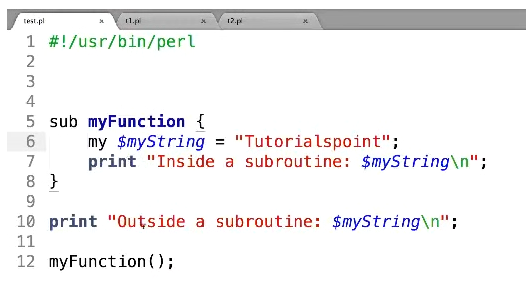 test.pl × t1.pl × t2.pl ×
1 #!/usr/bin/perl
2
3
4
5 sub myFunction {
6 my $myString = "Tutorialspoint";
7 print "Inside a subroutine: $myString\n";
8 }
9
10 print "Outside a subroutine: $myString\n";
11
12 myFunction();